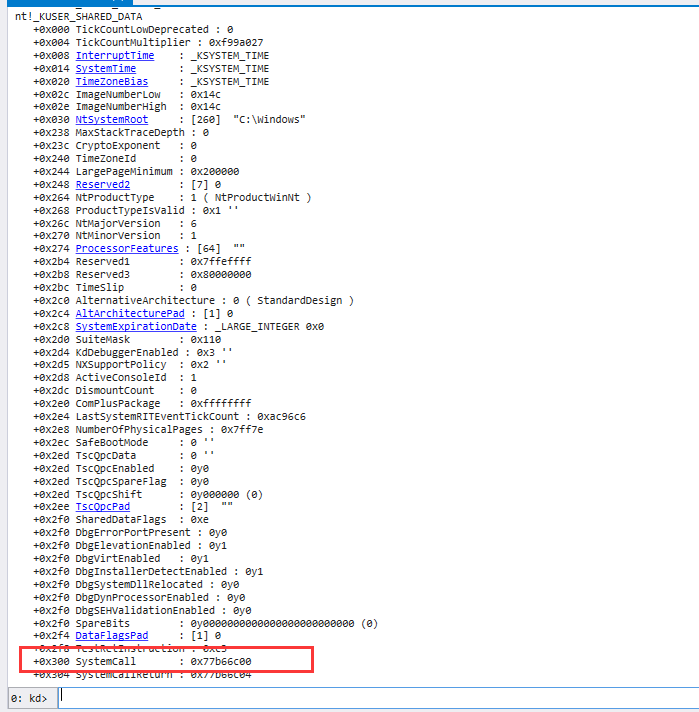 nt!_KUSER_SHARED_DATA
+0x000 TickCountLowDeprecated : 0
+0x004 TickCountMultiplier : 0xf99a027
+0x008 InterruptTime : _KSYSTEM_TIME
+0x014 SystemTime : _KSYSTEM_TIME
+0x020 TimeZoneBias : _KSYSTEM_TIME
+0x02c ImageNumberLow : 0x14c
+0x02e ImageNumberHigh : 0x14c
+0x030 NtSystemRoot : [260] "C:\Windows"
+0x238 MaxStackTraceDepth : 0
+0x23c CryptoExponent : 0
+0x240 TimeZoneId : 0
+0x244 LargePageMinimum : 0x200000
+0x248 Reserved2 : [7] 0
+0x264 NtProductType : 1 ( NtProductWinNt )
+0x268 ProductTypeIsValid : 0x1 ''
+0x26c NtMajorVersion : 6
+0x270 NtMinorVersion : 1
+0x274 ProcessorFeatures : [64] ""
+0x2b4 Reserved1 : 0x7ffeffff
+0x2b8 Reserved3 : 0x80000000
+0x2bc TimeSlip : 0
+0x2c0 AlternativeArchitecture : 0 ( StandardDesign )
+0x2c4 AltArchitecturePad : [1] 0
+0x2c8 SystemExpirationDate : _LARGE_INTEGER 0x0
+0x2d0 SuiteMask : 0x110
+0x2d4 KdDebuggerEnabled : 0x3 ''
+0x2d5 NXSupportPolicy : 0x2 ''
+0x2d8 ActiveConsoleId : 1
+0x2dc DismountCount : 0
+0x2e0 ComPlusPackage : 0xffffffff
+0x2e4 LastSystemRITEventTickCount : 0xac96c6
+0x2e8 NumberOfPhysicalPages : 0x7ff7e
+0x2ec SafeBootMode : 0 ''
+0x2ed TscQpcData : 0 ''
+0x2ed TscQpcEnabled : 0y0
+0x2ed TscQpcSpareFlag : 0y0
+0x2ed TscQpcShift : 0y000000 (0)
+0x2ee TscQpcPad : [2] ""
+0x2f0 SharedDataFlags : 0xe
+0x2f0 DbgErrorPortPresent : 0y0
+0x2f0 DbgElevationEnabled : 0y1
+0x2f0 DbgVirtEnabled : 0y1
+0x2f0 DbgInstallerDetectEnabled : 0y1
+0x2f0 DbgSystemDllRelocated : 0y0
+0x2f0 DbgDynProcessorEnabled : 0y0
+0x2f0 DbgSEHValidationEnabled : 0y0
+0x2f0 SpareBits : 0y0000000000000000000000000 (0)
+0x2f4 DataFlagsPad : [1] 0
+0x2f8 TestRetInstruction : 0xc3
+0x300 SystemCall : 0x77b66c00
+0x304 SystemCallReturn : 0x77b66c04
0: kd>